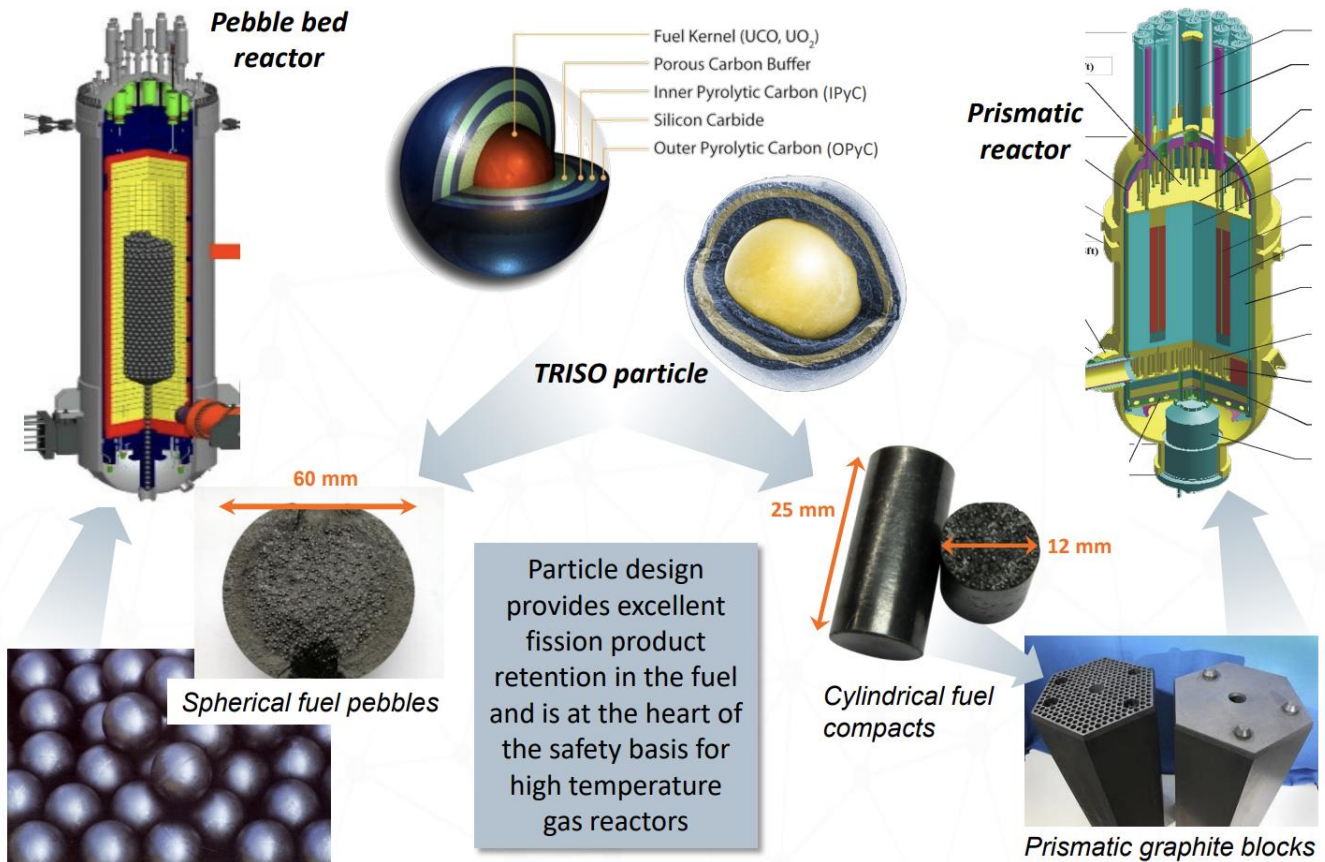 Pebble bed
reactor
Fuel Kernel (UCO, UO₂)
Porous Carbon Buffer
Inner Pyrolytic Carbon (IPyC)
Silicon Carbide
Outer Pyrolytic Carbon (OPyC)
Prismatic
reactor
ft)
TRISO particle
60 mm
25 mm
12 mm
Particle design
provides excellent
fission product
retention in the fuel
and is at the heart of
the safety basis for
high temperature
gas reactors
Spherical fuel pebbles
Cylindrical fuel
compacts
Prismatic graphite blocks